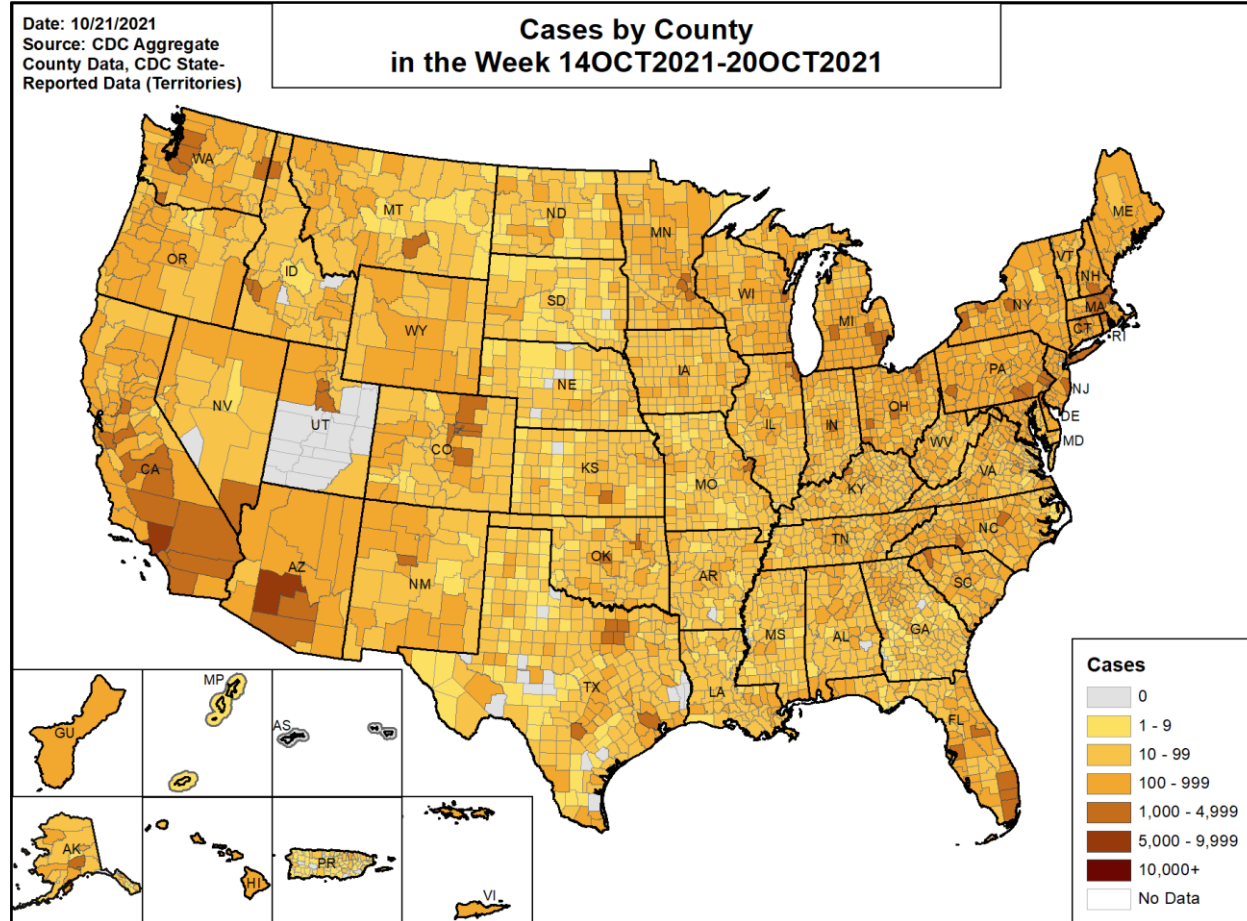 Date: 10/21/2021
Source: CDC Aggregate
County Data, CDC State-
Reported Data (Territories)
Cases by County
in the Week 14OCT2021-20OCT2021
WA
MT
ND
MN
ME
OR
ID
SD
WI
VT
NH
WY
MI
NY
MA
CT
RI
NE
IA
PA
NJ
NV
UT
IL
IN
OH
DE
MD
CO
WV
CA
KS
MO
VA
KY
NC
AZ
NM
OK
AR
TN
SC
MS
AL
GA
TX
LA
FL
GU
MP
AS
AK
HI
PR
VI
Cases
0
1 - 9
10 - 99
100 - 999
1,000 - 4,999
5,000 - 9,999
10,000+
No Data